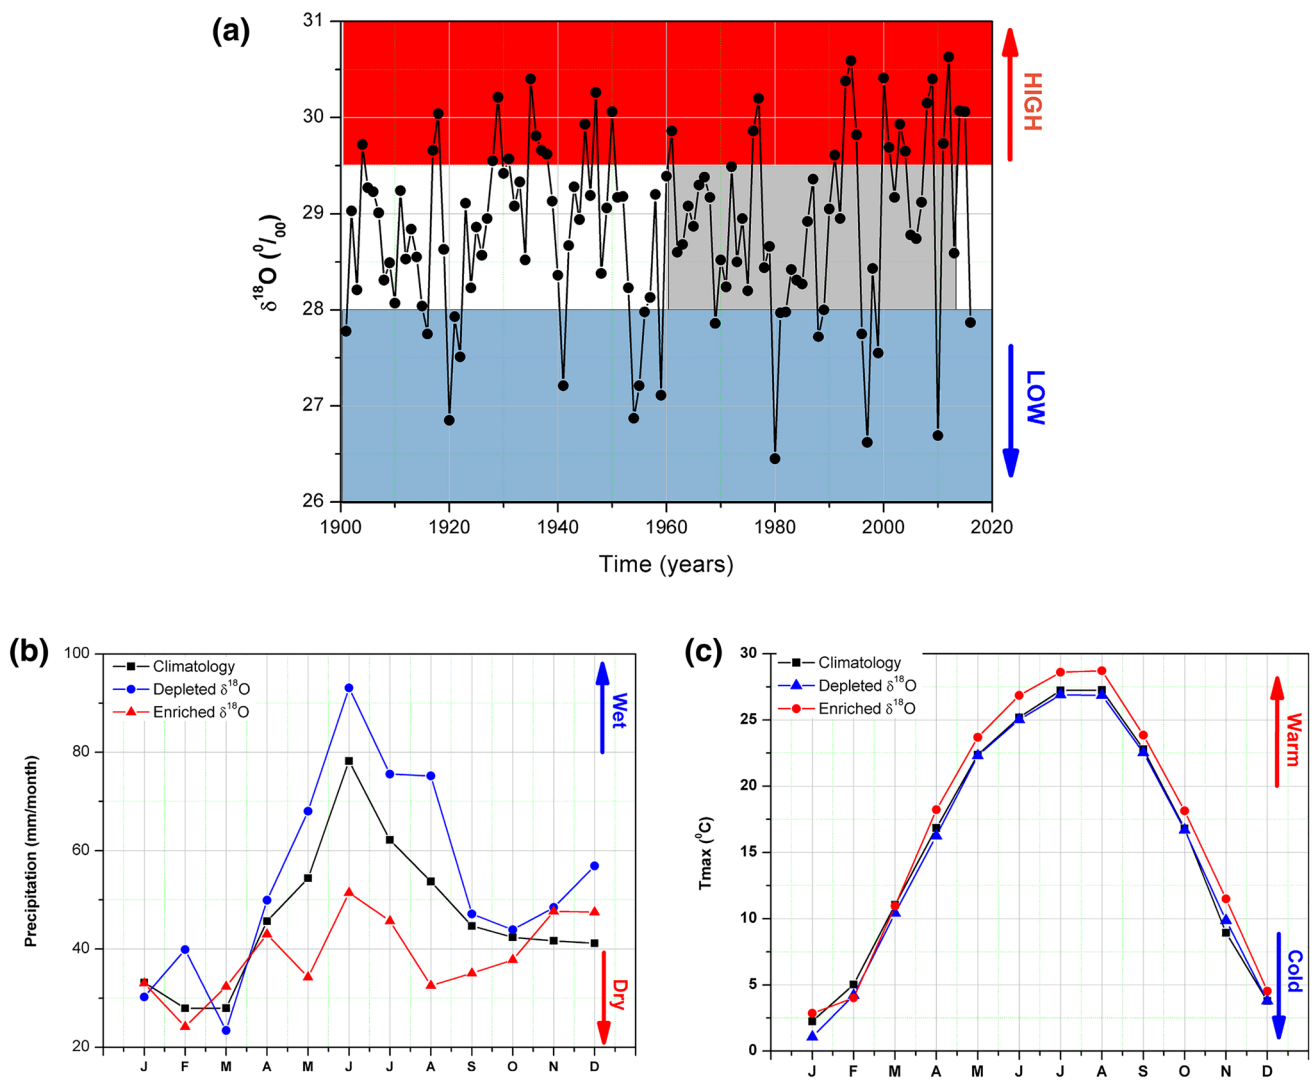 (a)
31
30
29
28
27
26
δ¹⁸O (⁰/₀₀)
HIGH
LOW
1900 1920 1940 1960 1980 2000 2020
Time (years)
(b)
100
80
60
40
20
Precipitation (mm/month)
Climatology
Depleted δ¹⁸O
Enriched δ¹⁸O
Wet
Dry
J F M A M J J A S O N D
(c)
30
25
20
15
10
5
0
Tmax (⁰C)
Climatology
Depleted δ¹⁸O
Enriched δ¹⁸O
Warm
Cold
J F M A M J J A S O N D